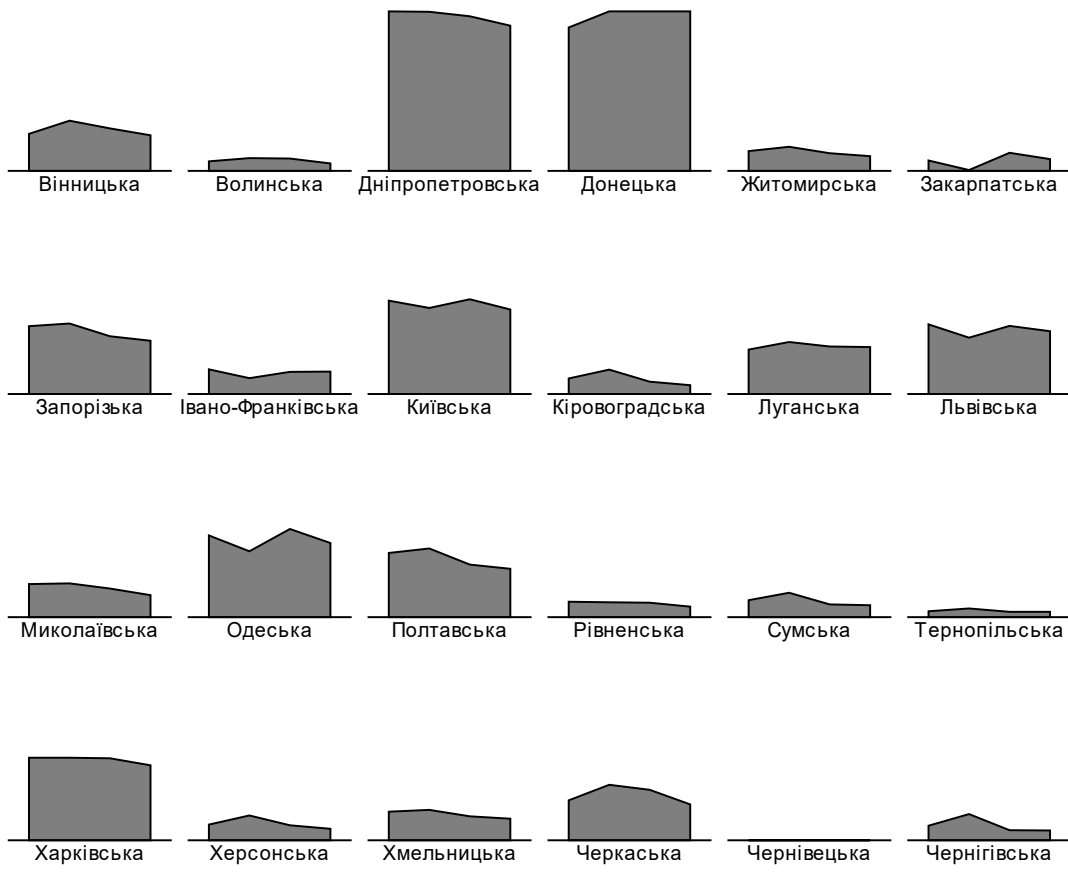 Вінницька Волинська Дніпропетровська Донецька Житомирська Закарпатська
Запорізька Івано-Франківська Київська Кіровоградська Луганська Львівська
Миколаївська Одеська Полтавська Рівненська Сумська Тернопільська
Харківська Херсонська Хмельницька Черкаська Чернівецька Чернігівська